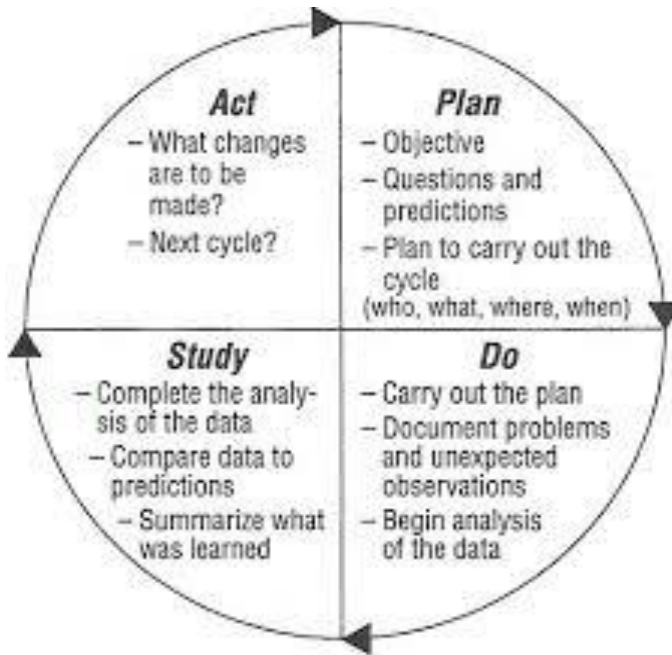 Act
– What changes
are to be
made?
– Next cycle?
Plan
– Objective
– Questions and
predictions
– Plan to carry out the
cycle
(who, what, where, when)
Study
– Complete the analy-
sis of the data
– Compare data to
predictions
– Summarize what
was learned
Do
– Carry out the plan
– Document problems
and unexpected
observations
– Begin analysis
of the data